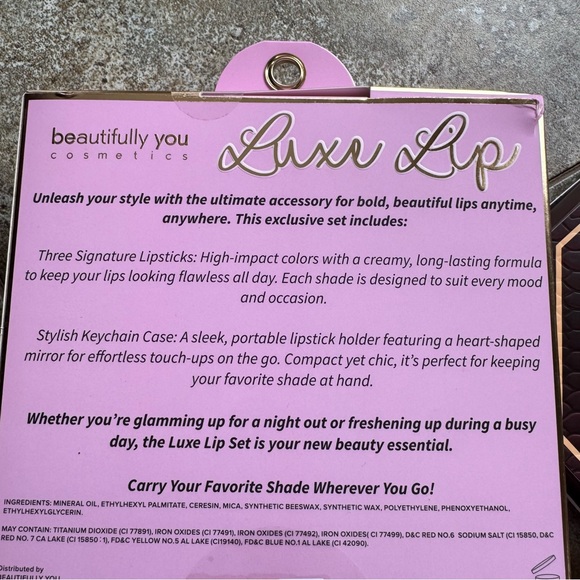 beautifully you
cosmetics
Luxe Lip
Unleash your style with the ultimate accessory for bold, beautiful lips anytime,
anywhere. This exclusive set includes:
Three Signature Lipsticks: High-impact colors with a creamy, long-lasting formula
to keep your lips looking flawless all day. Each shade is designed to suit every mood
and occasion.
Stylish Keychain Case: A sleek, portable lipstick holder featuring a heart-shaped
mirror for effortless touch-ups on the go. Compact yet chic, it's perfect for keeping
your favorite shade at hand.
Whether you're glamming up for a night out or freshening up during a busy
day, the Luxe Lip Set is your new beauty essential.
Carry Your Favorite Shade Wherever You Go!
INGREDIENTS: MINERAL OIL, ETHYLHEXYL PALMITATE, CERESIN, MICA, SYNTHETIC BEESWAX, SYNTHETIC WAX, POLYETHYLENE, PHENOXYETHANOL,
ETHYLHEXYLGLYCERIN.
MAY CONTAIN: TITANIUM DIOXIDE (CI 77891), IRON OXIDES (CI 77491), IRON OXIDES( CI 77492), IRON OXIDES( CI 77499), D&C RED NO.6 SODIUM SALT (CI 15850, D&C
RED NO. 7 CA LAKE (CI 15850 : 1), FD&C YELLOW NO.5 AL LAKE (CI19140), FD&C BLUE NO.1 AL LAKE (CI 42090).
Distributed by
BEAUTIFULLY YOU